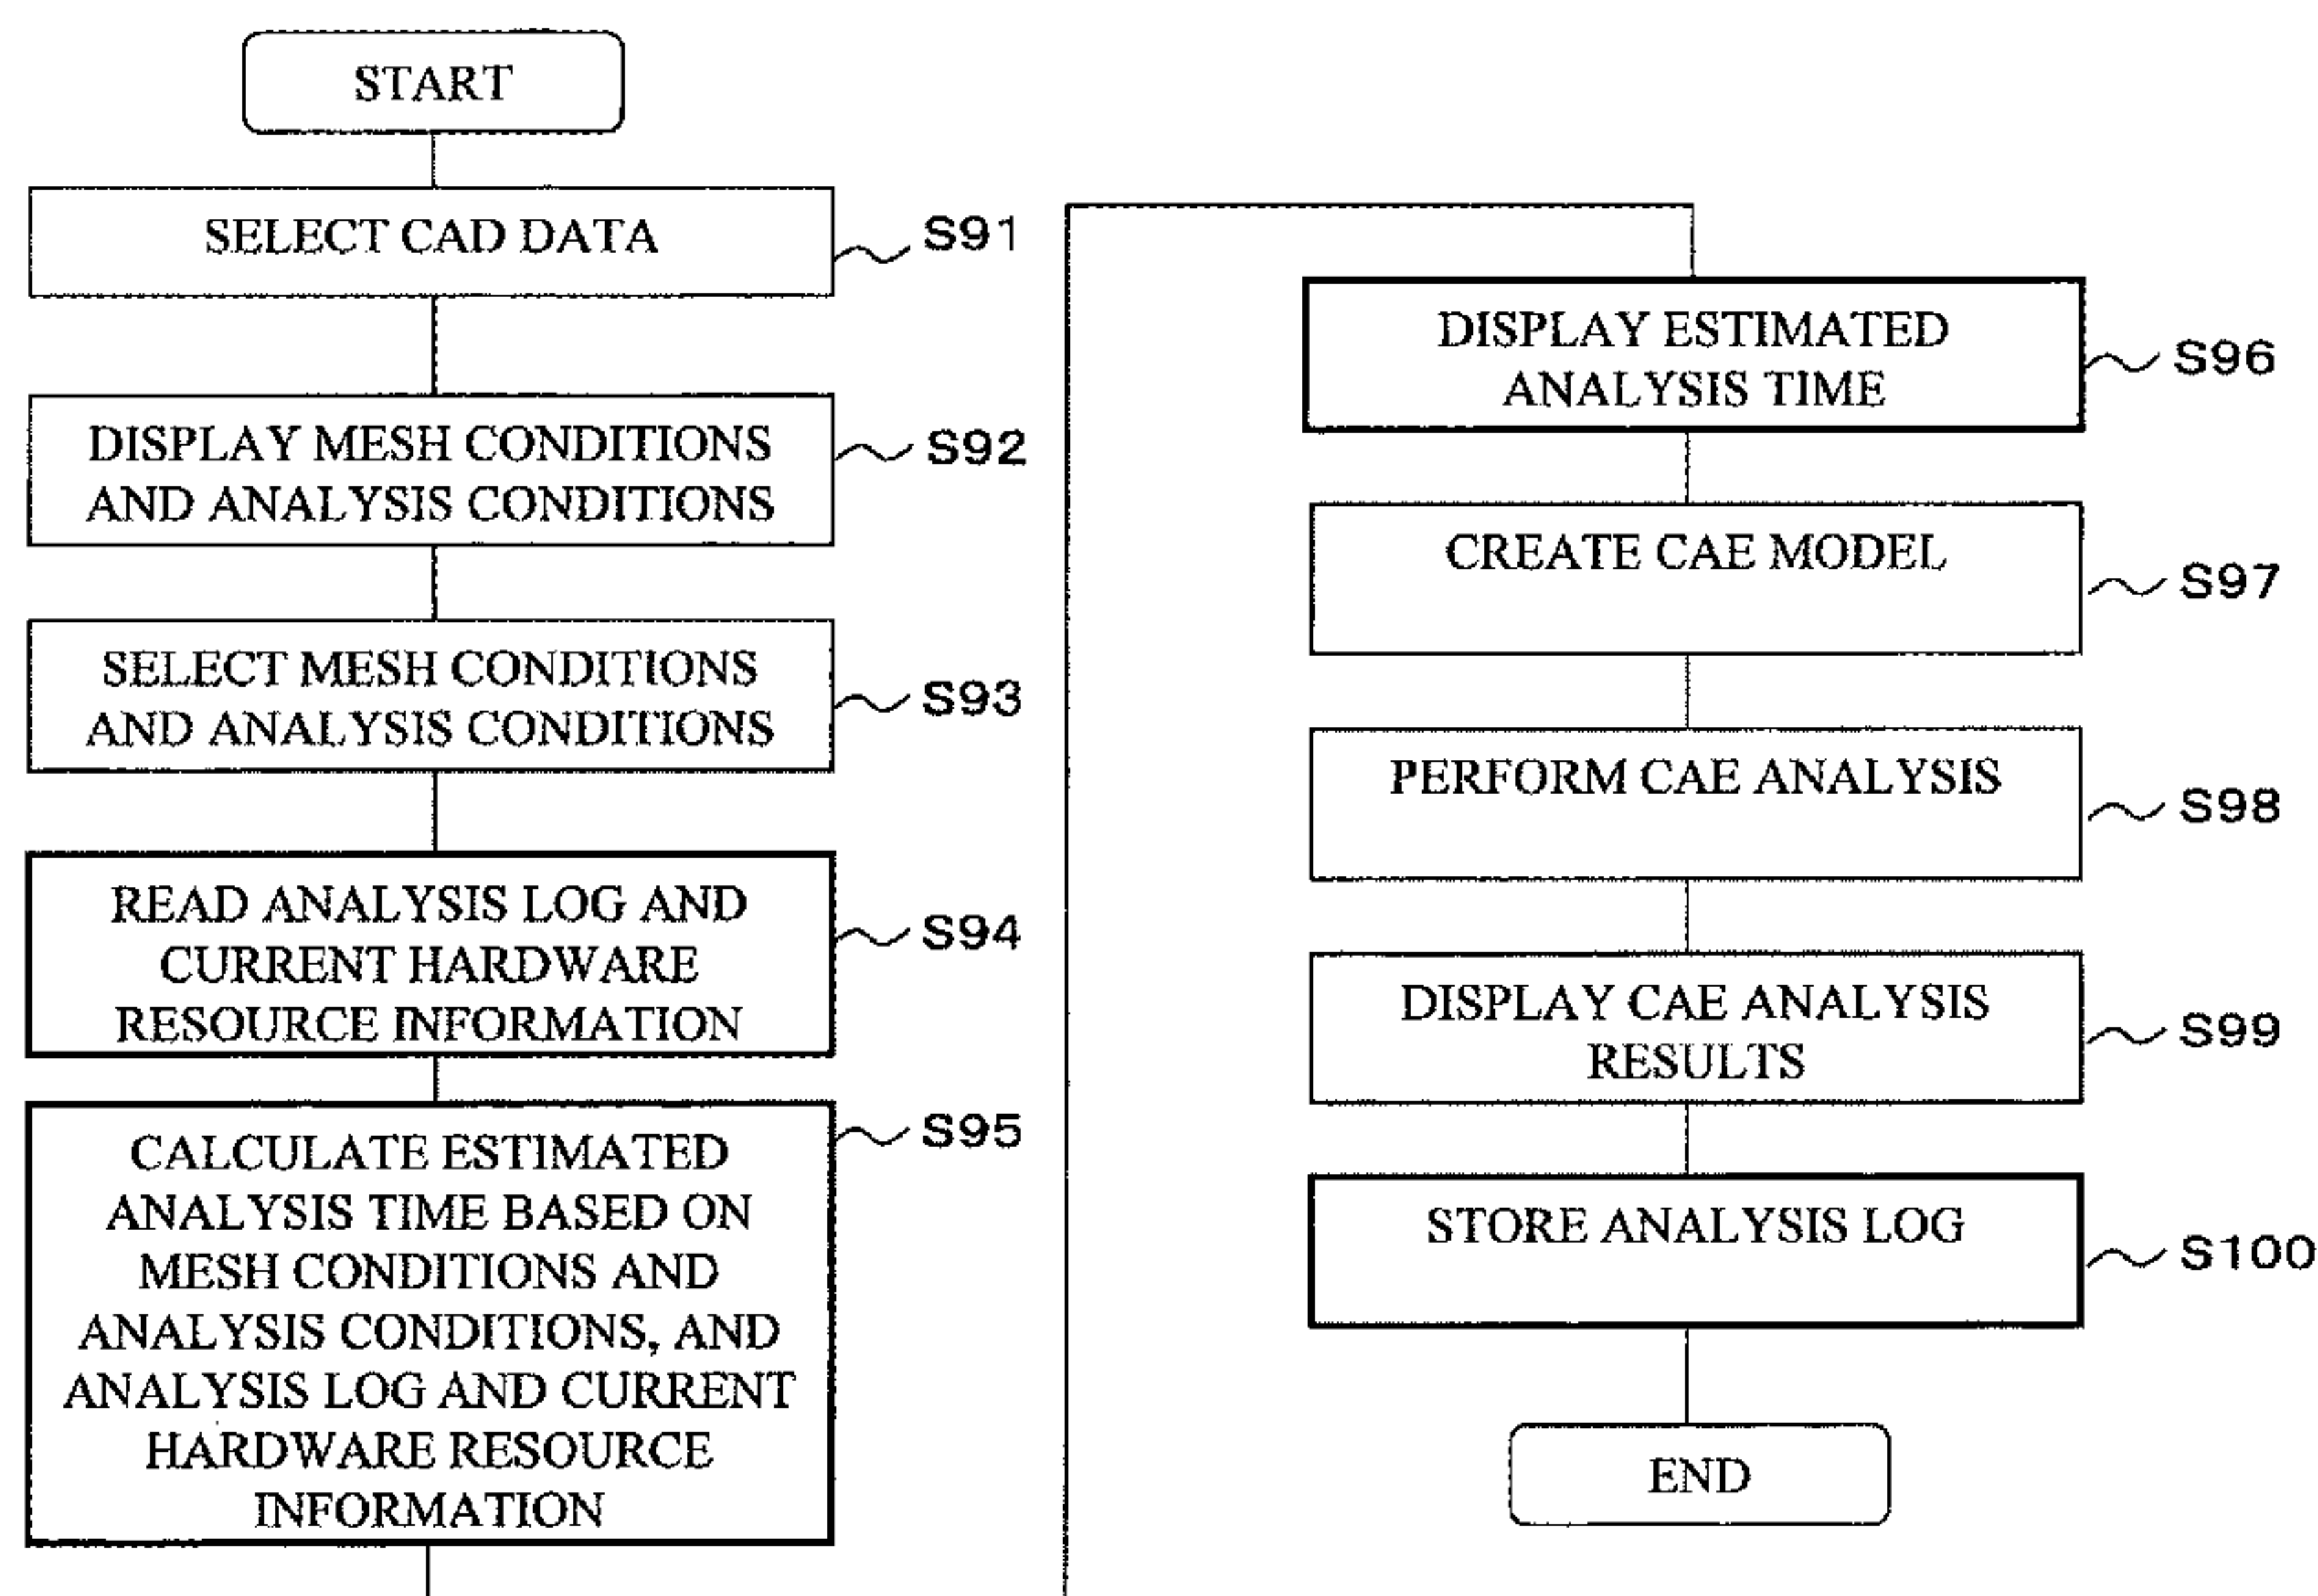 START
SELECT CAD DATA
S91
DISPLAY MESH CONDITIONS
AND ANALYSIS CONDITIONS
S92
SELECT MESH CONDITIONS
AND ANALYSIS CONDITIONS
S93
READ ANALYSIS LOG AND
CURRENT HARDWARE
RESOURCE INFORMATION
S94
CALCULATE ESTIMATED
ANALYSIS TIME BASED ON
MESH CONDITIONS AND
ANALYSIS CONDITIONS, AND
ANALYSIS LOG AND CURRENT
HARDWARE RESOURCE
INFORMATION
S95
DISPLAY ESTIMATED
ANALYSIS TIME
S96
CREATE CAE MODEL
S97
PERFORM CAE ANALYSIS
S98
DISPLAY CAE ANALYSIS
RESULTS
S99
STORE ANALYSIS LOG
S100
END